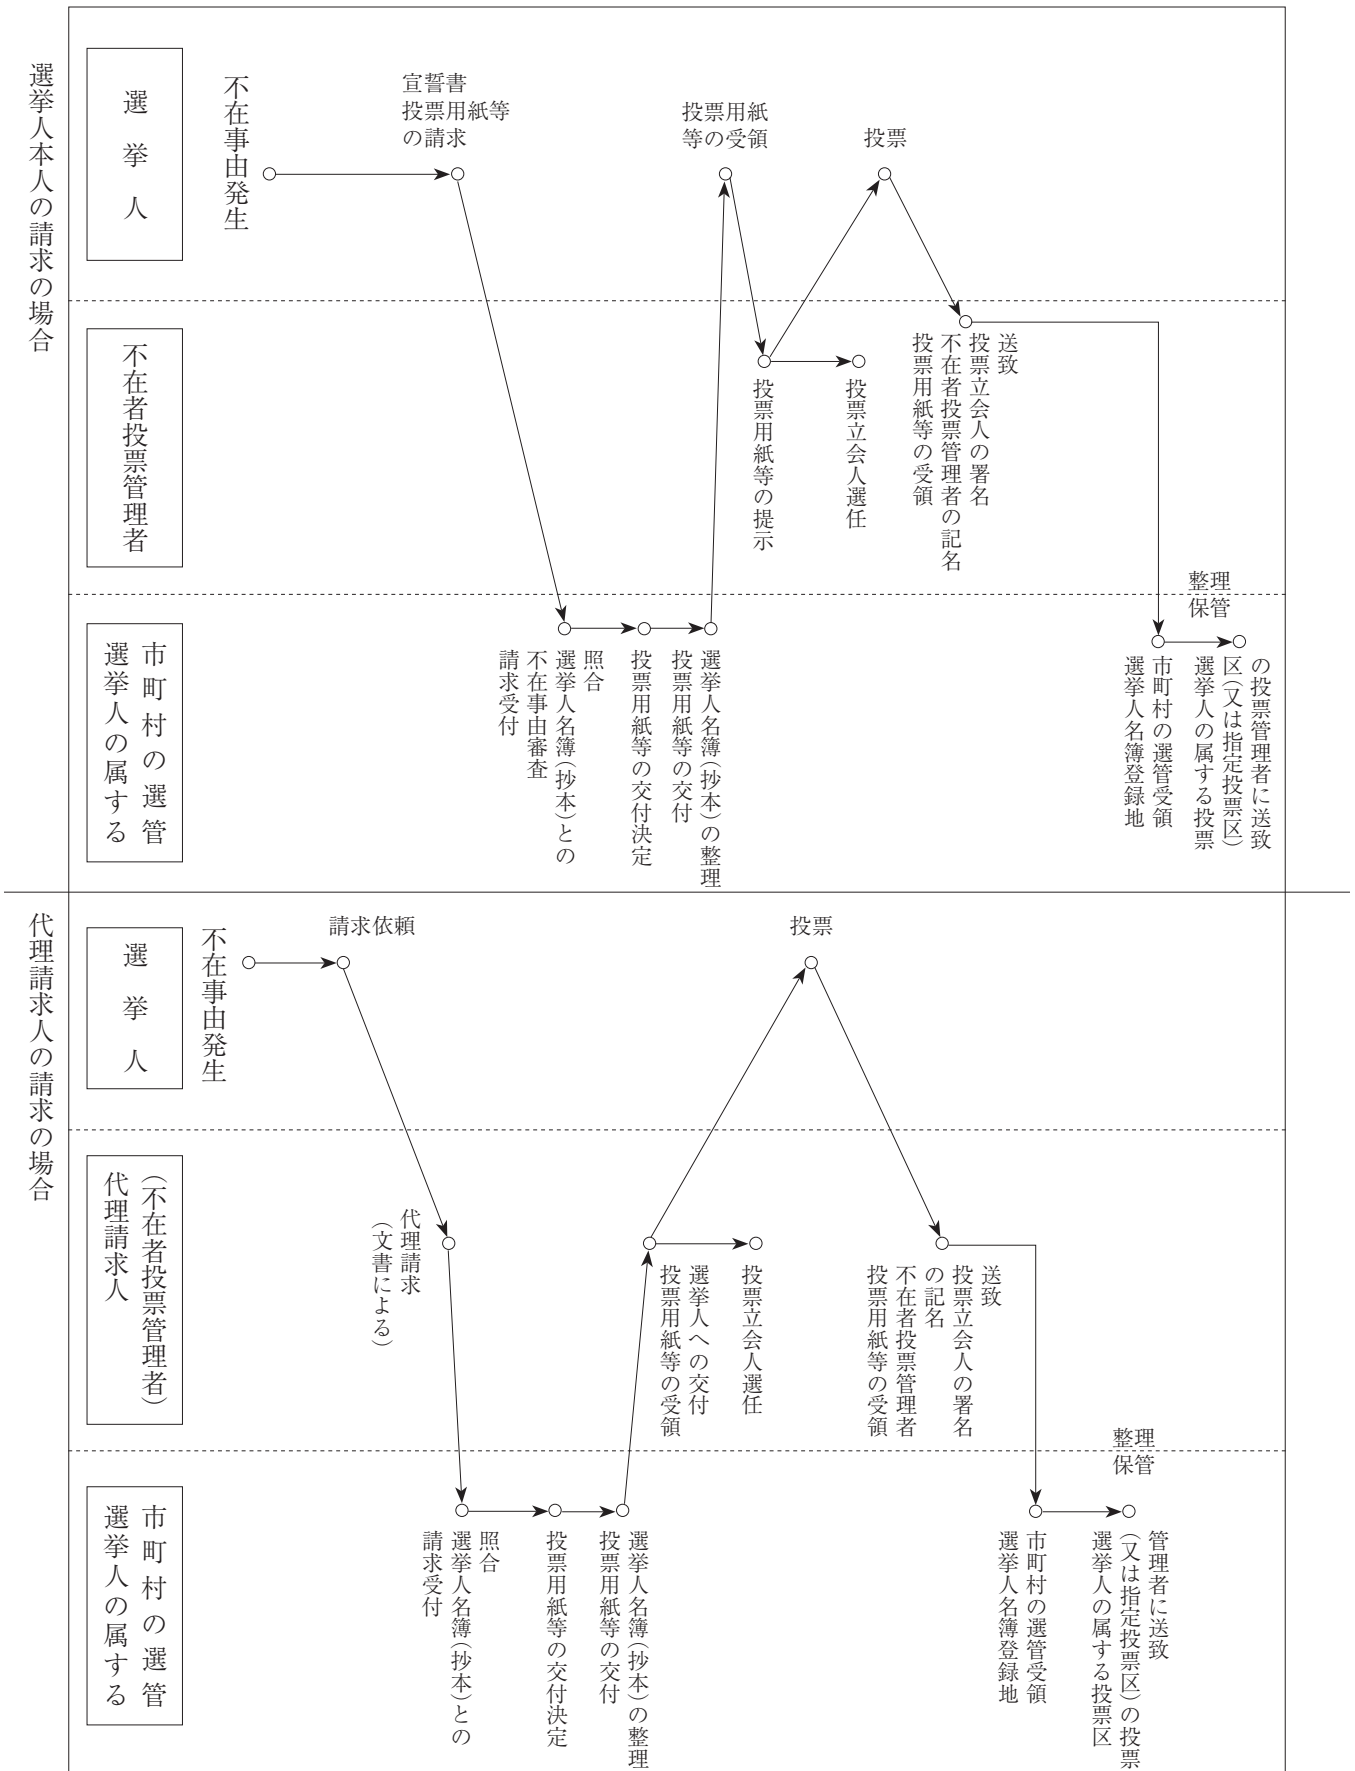 選挙人本人の請求の場合
選挙人
不在事由発生
宣誓書
投票用紙等
の請求
投票用紙
等の受領
投票
不在者投票管理者
投票用紙等の提示
投票立会人選任
投票用紙等の受領
不在者投票管理者の記名
投票立会人の署名
送致
選挙人の属する
市町村の選管
請求受付
不在事由審査
選挙人名簿(抄本)との
照合
投票用紙等の交付決定
投票用紙等の交付
選挙人名簿(抄本)の整理
選挙人名簿登録地
市町村の選管受領
整理
保管
選挙人の属する投票
区(又は指定投票区)
の投票管理者に送致
代理請求人の請求の場合
選挙人
不在事由発生
請求依頼
投票
代理請求人
(不在者投票管理者)
(文書による)
代理請求
投票用紙等の受領
選挙人への交付
投票立会人選任
投票用紙等の受領
不在者投票管理者
の記名
投票立会人の署名
送致
選挙人の属する
市町村の選管
請求受付
選挙人名簿(抄本)との
照合
投票用紙等の交付決定
投票用紙等の交付
選挙人名簿(抄本)の整理
選挙人名簿登録地
市町村の選管受領
整理
保管
選挙人の属する投票区
(又は指定投票区)の投票
管理者に送致